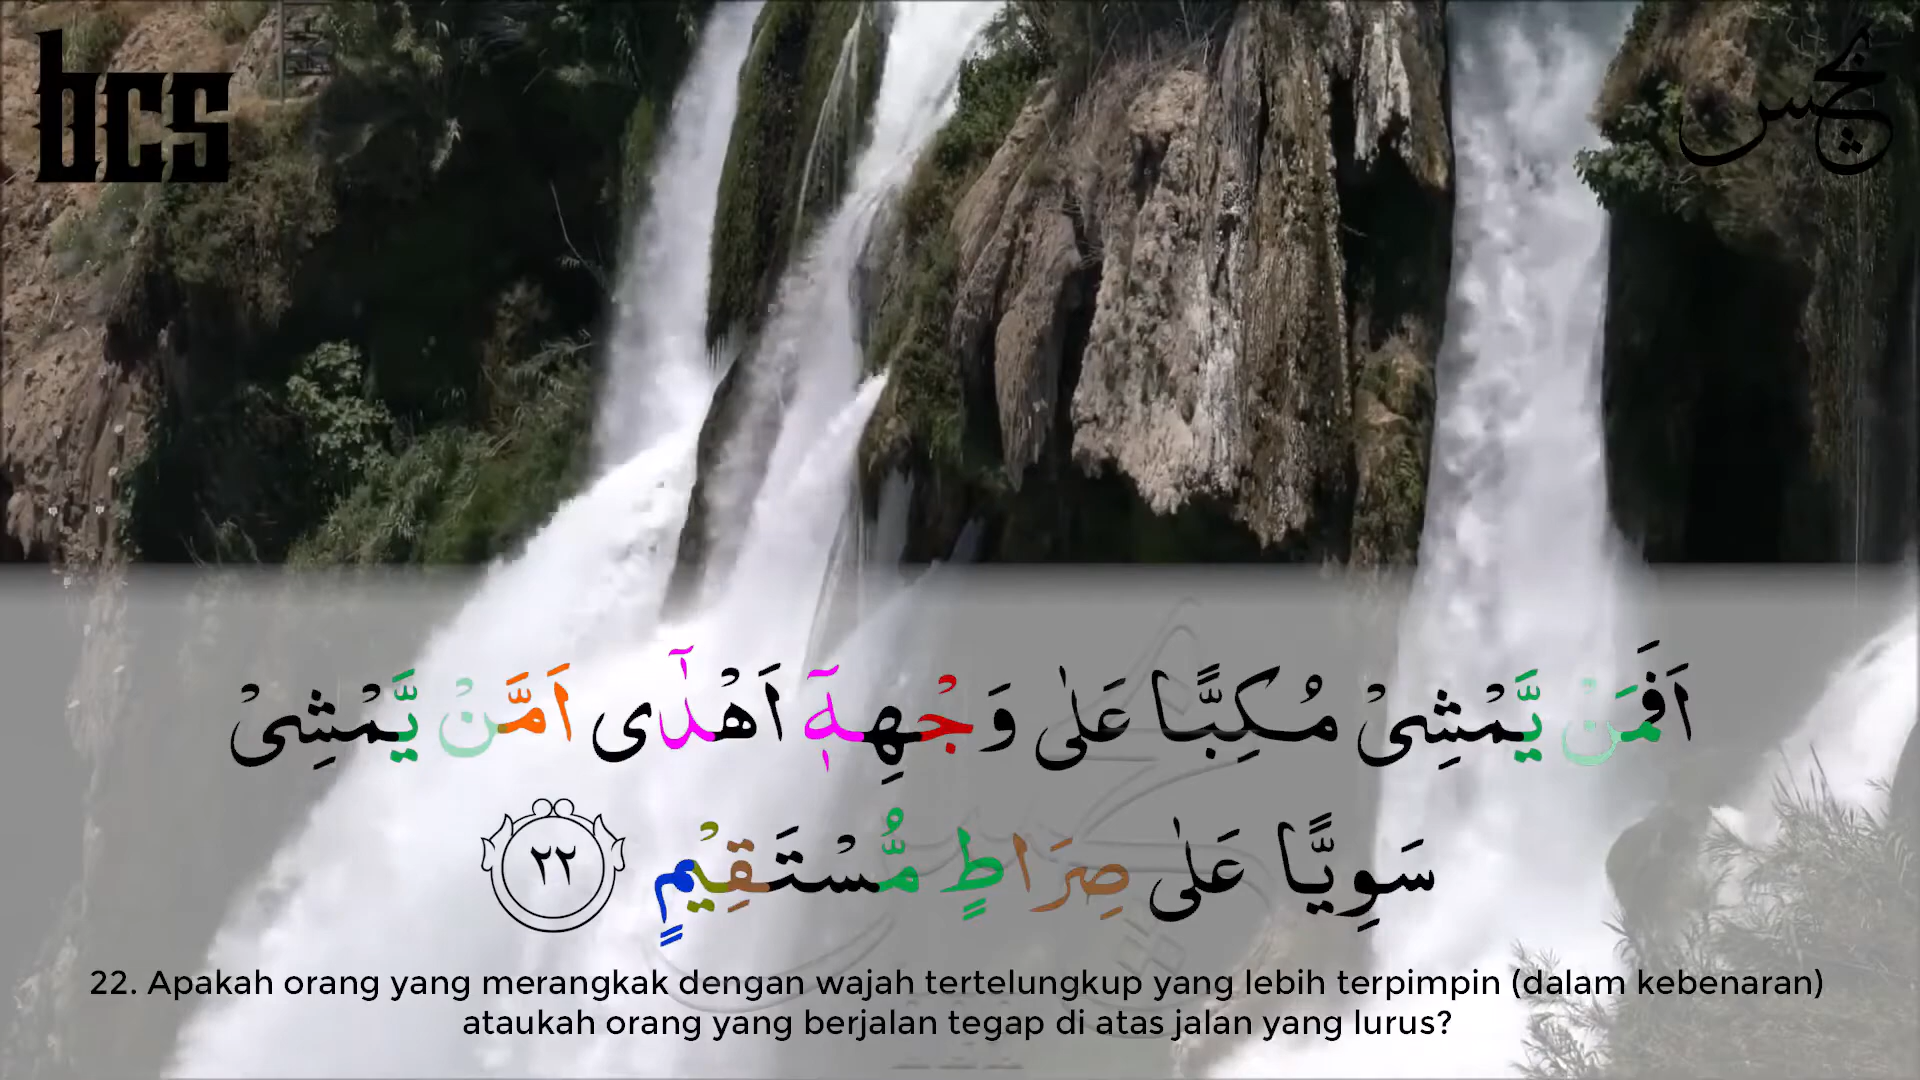 bcs
بچس
اَفَمَنْ يَّمْشِيْ مُكِبًّا عَلٰى وَجْهِهٖٓ اَهْدٰٓى اَمَّنْ يَّمْشِيْ
سَوِيًّا عَلٰى صِرَاطٍ مُّسْتَقِيْمٍ ٢٢
22. Apakah orang yang merangkak dengan wajah tertelungkup yang lebih terpimpin (dalam kebenaran)
ataukah orang yang berjalan tegap di atas jalan yang lurus?